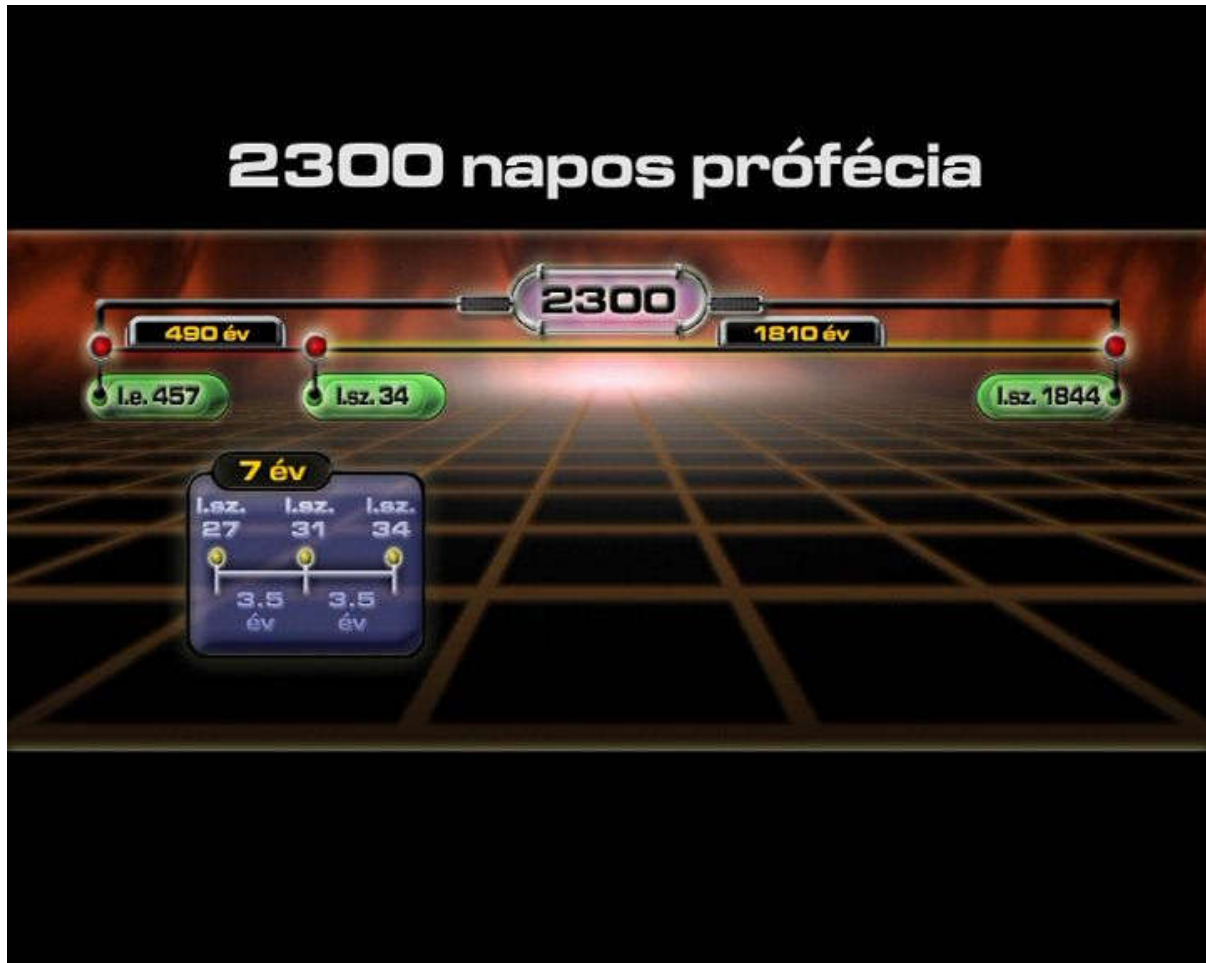 2300 napos prófécia
2300
490 év
1810 év
I.e. 457
I.sz. 34
I.sz. 1844
7 év
I.sz. I.sz. I.sz.
27 31 34
3.5 3.5
év év